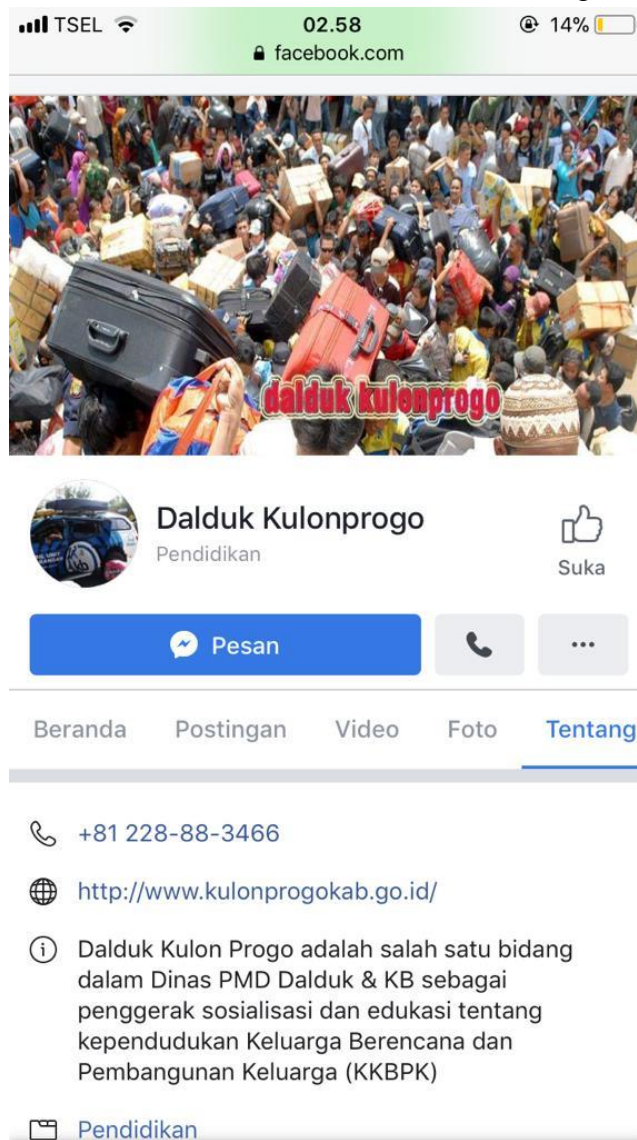 TSEL 02.58 14%
facebook.com
dalduk kulonprogo
Dalduk Kulonprogo
Pendidikan
Suka
Pesan
Beranda Postingan Video Foto Tentang
+81 228-88-3466
http://www.kulonprogokab.go.id/
Dalduk Kulon Progo adalah salah satu bidang
dalam Dinas PMD Dalduk & KB sebagai
penggerak sosialisasi dan edukasi tentang
kependudukan Keluarga Berencana dan
Pembangunan Keluarga (KKBPK)
Pendidikan